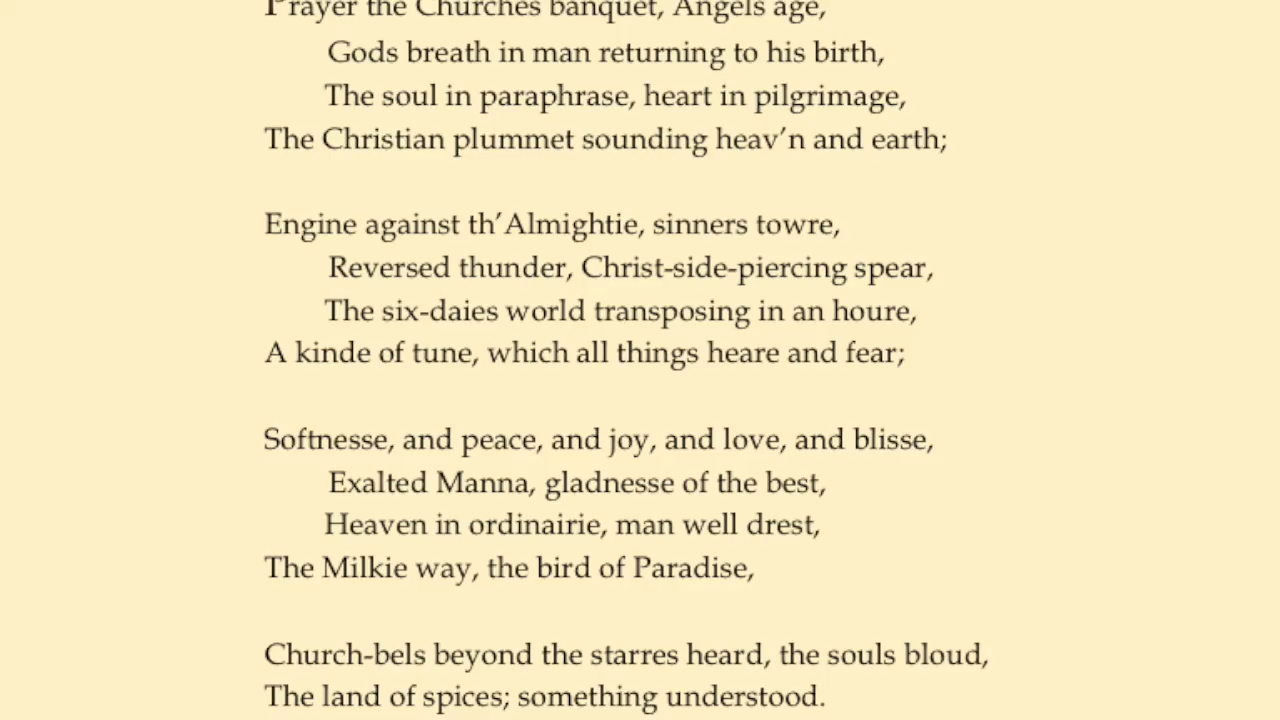 Prayer the Churches banquet, Angels age,
Gods breath in man returning to his birth,
The soul in paraphrase, heart in pilgrimage,
The Christian plummet sounding heav’n and earth;
Engine against th’Almightie, sinners towre,
Reversed thunder, Christ-side-piercing spear,
The six-daies world transposing in an houre,
A kinde of tune, which all things heare and fear;
Softnesse, and peace, and joy, and love, and blisse,
Exalted Manna, gladnesse of the best,
Heaven in ordinairie, man well drest,
The Milkie way, the bird of Paradise,
Church-bels beyond the starres heard, the souls bloud,
The land of spices; something understood.